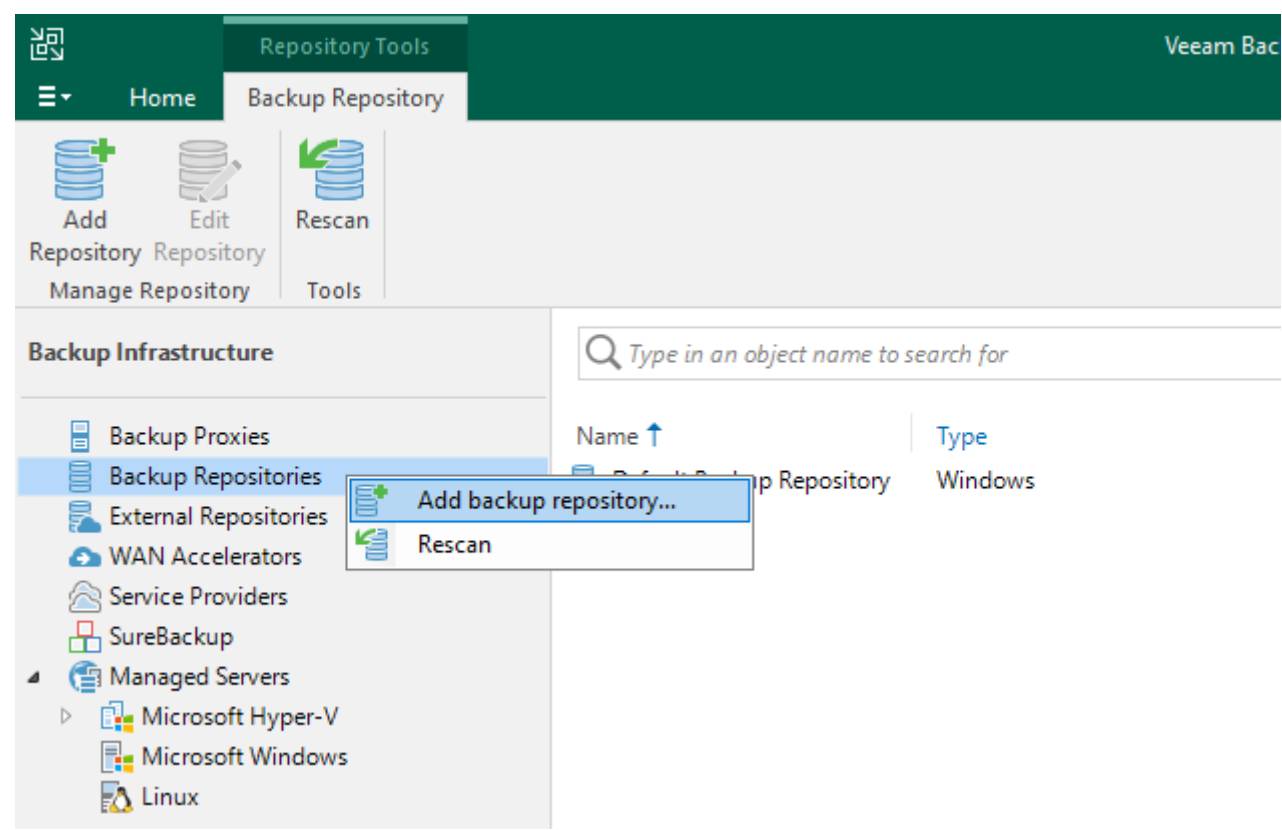 Repository Tools
Veeam Bac
Home
Backup Repository
Add Repository
Edit Repository
Rescan
Manage Repository
Tools
Backup Infrastructure
Type in an object name to search for
Backup Proxies
Backup Repositories
External Repositories
WAN Accelerators
Service Providers
SureBackup
Managed Servers
Microsoft Hyper-V
Microsoft Windows
Linux
Add backup repository...
Rescan
Name
Type
p Repository
Windows